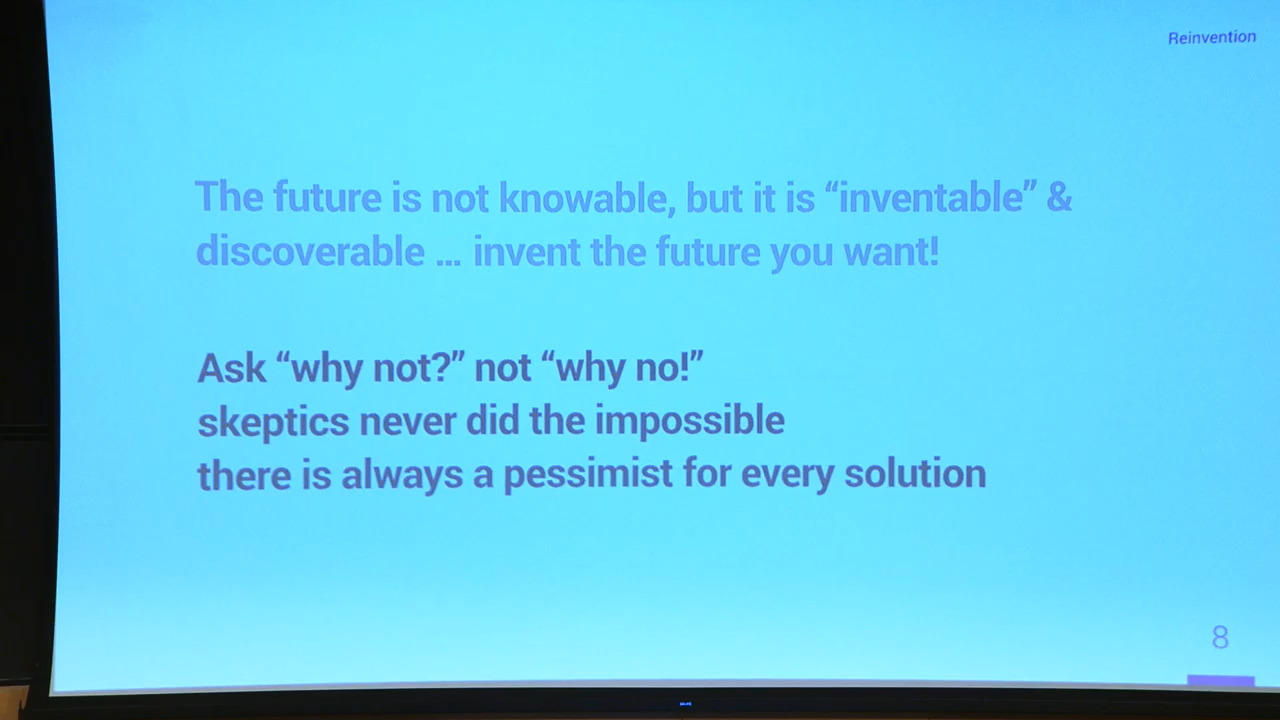 Reinvention
The future is not knowable, but it is “inventable” &
discoverable ... invent the future you want!
Ask “why not?” not “why no!”
skeptics never did the impossible
there is always a pessimist for every solution
8